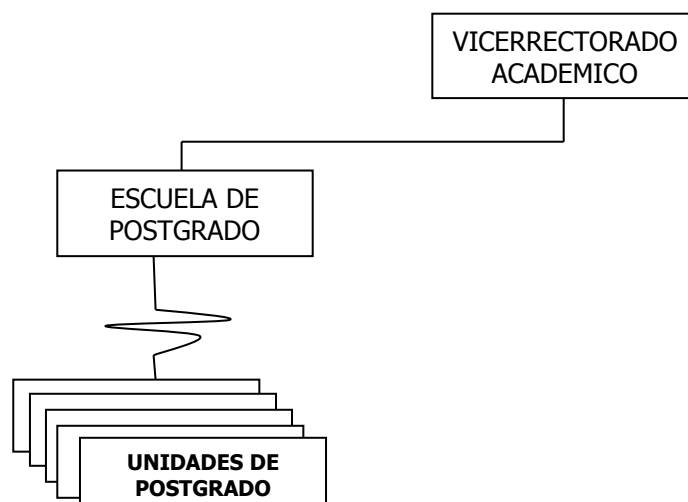 VICERRECTORADO
ACADEMICO
ESCUELA DE
POSTGRADO
UNIDADES DE
POSTGRADO